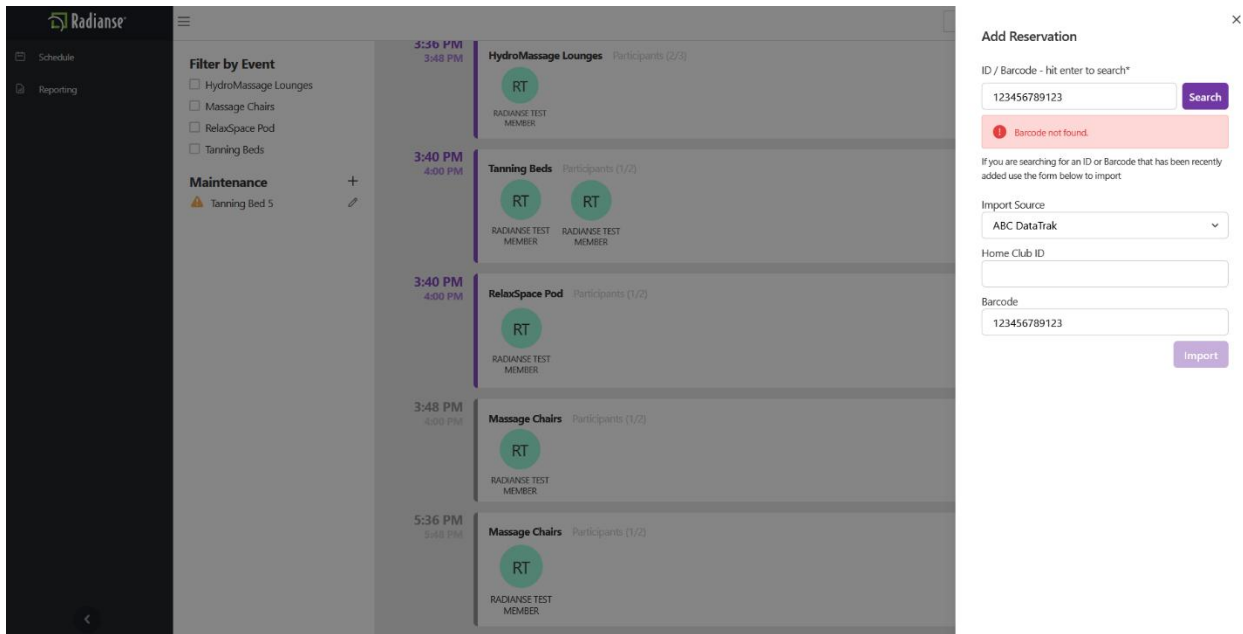 Radianse
Schedule
Reporting
Filter by Event
HydroMassage Lounges
Massage Chairs
RelaxSpace Pod
Tanning Beds
Maintenance +
Tanning Bed 5
3:36 PM
3:48 PM
HydroMassage Lounges Participants (2/3)
RT
RADIANSE TEST
MEMBER
3:40 PM
4:00 PM
Tanning Beds Participants (1/2)
RT RT
RADIANSE TEST RADIANSE TEST
MEMBER MEMBER
3:40 PM
4:00 PM
RelaxSpace Pod Participants (1/2)
RT
RADIANSE TEST
MEMBER
3:48 PM
4:00 PM
Massage Chairs Participants (1/2)
RT
RADIANSE TEST
MEMBER
5:36 PM
5:48 PM
Massage Chairs Participants (1/2)
RT
RADIANSE TEST
MEMBER
Add Reservation
ID / Barcode - hit enter to search*
123456789123 Search
Barcode not found.
If you are searching for an ID or Barcode that has been recently
added use the form below to import
Import Source
ABC DataTrak
Home Club ID
Barcode
123456789123
Import